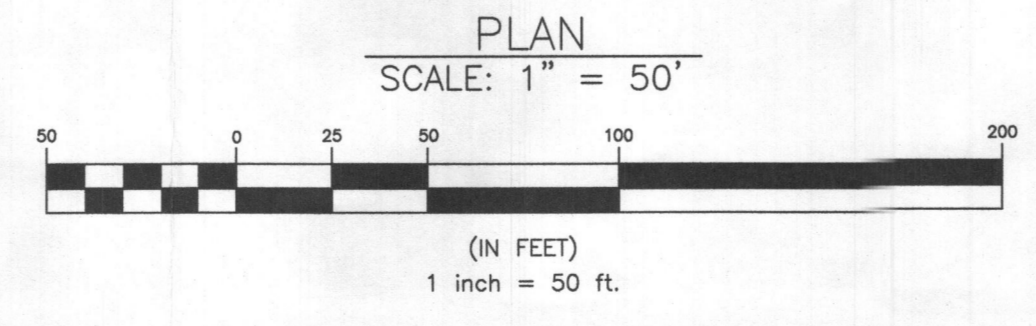 PLAN
SCALE: 1" = 50'
50 0 25 50 100 200
(IN FEET)
1 inch = 50 ft.